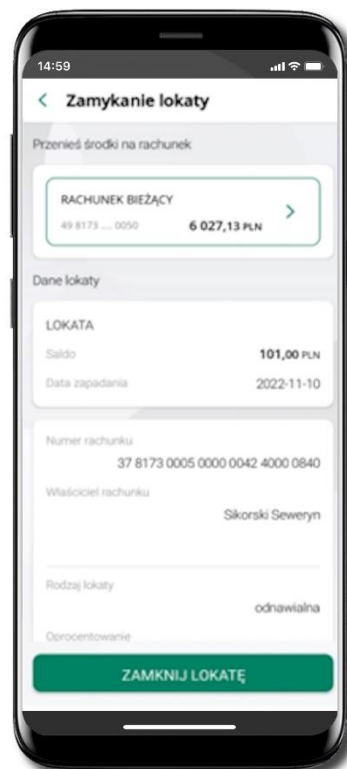 14:59
Zamykanie lokaty
Przenieś środki na rachunek
RACHUNEK BIEŻĄCY
49 8173 .... 0050 6 027,13 PLN
Dane lokaty
LOKATA
Saldo 101,00 PLN
Data zapadania 2022-11-10
Numer rachunku
37 8173 0005 0000 0042 4000 0840
Właściciel rachunku
Sikorski Seweryn
Rodzaj lokaty
odnawialna
Oprocentowanie
ZAMKNIJ LOKATĘ